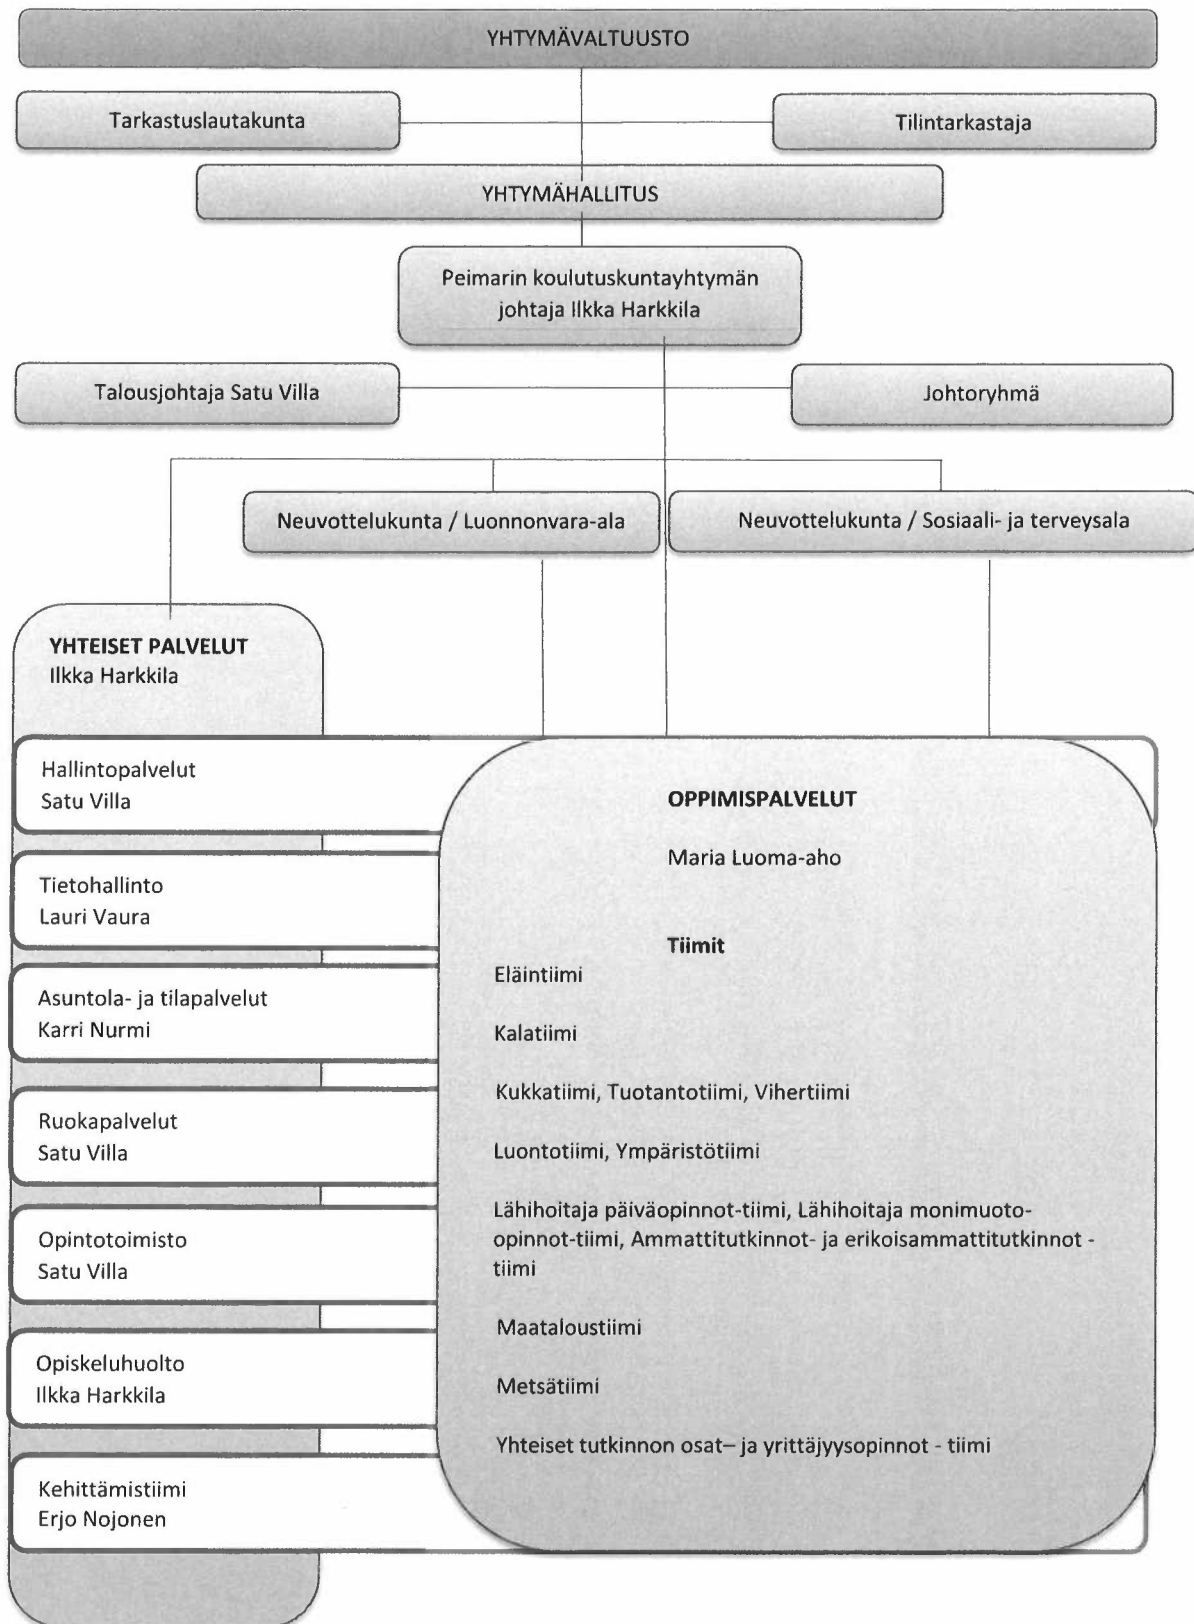 YHTYMÄVALTUUSTO
Tarkastuslautakunta
Tilintarkastaja
YHTYMÄHALLITUS
Peimarin koulutuskuntayhtymän
johtaja Ilkka Harkkila
Talousjohtaja Satu Villa
Johtoryhmä
Neuvottelukunta / Luonnonvara-ala
Neuvottelukunta / Sosiaali- ja terveysala
YHTEISET PALVELUT
Ilkka Harkkila
Hallintopalvelut
Satu Villa
Tietohallinto
Lauri Vaura
Asuntola- ja tilapalvelut
Karri Nurmi
Ruokapalvelut
Satu Villa
Opintotoimisto
Satu Villa
Opiskeluhuolto
Ilkka Harkkila
Kehittämistiimi
Erjo Nojonen
OPPIMISPALVELUT
Maria Luoma-aho
Tiimit
Eläintiimi
Kalatiimi
Kukkatiimi, Tuotantotiimi, Vihertiimi
Luontotiimi, Ympäristötiimi
Lähihoitaja päiväopinnot-tiimi, Lähihoitaja monimuoto-
opinnot-tiimi, Ammattitutkinnot- ja erikoisammattitutkinnot -
tiimi
Maataloustiimi
Metsätiimi
Yhteiset tutkinnon osat– ja yrittäjyysopinnot - tiimi